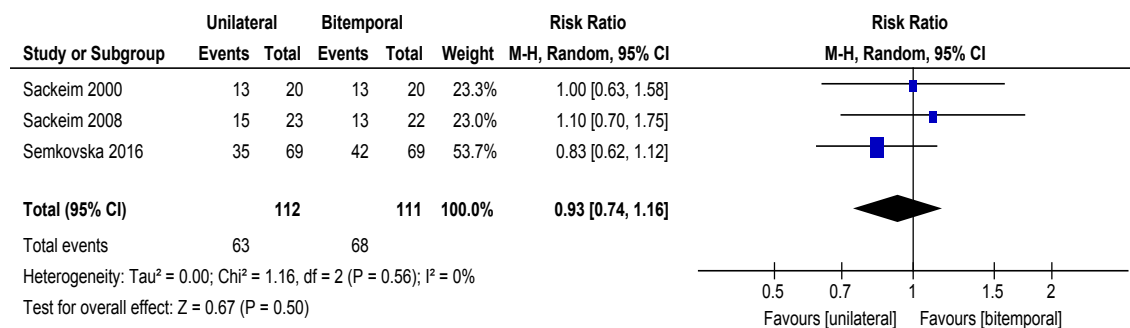 Unilateral Bitemporal Risk Ratio Risk Ratio
Study or Subgroup Events Total Events Total Weight M-H, Random, 95% CI M-H, Random, 95% CI
Sackeim 2000 13 20 13 20 23.3% 1.00 [0.63, 1.58]
Sackeim 2008 15 23 13 22 23.0% 1.10 [0.70, 1.75]
Semkovska 2016 35 69 42 69 53.7% 0.83 [0.62, 1.12]
Total (95% CI) 112 111 100.0% 0.93 [0.74, 1.16]
Total events 63 68
Heterogeneity: Tau² = 0.00; Chi² = 1.16, df = 2 (P = 0.56); I² = 0%
Test for overall effect: Z = 0.67 (P = 0.50)
0.5 0.7 1 1.5 2
Favours [unilateral] Favours [bitemporal]